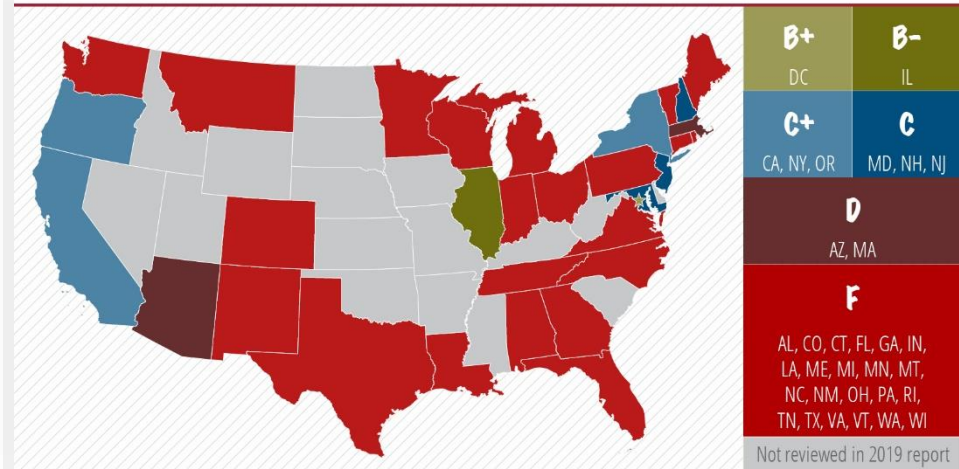 B+
DC
B-
IL
C+
CA, NY, OR
C
MD, NH, NJ
D
AZ, MA
F
AL, CO, CT, FL, GA, IN,
LA, ME, MI, MN, MT,
NC, NM, OH, PA, RI,
TN, TX, VA, VT, WA, WI
Not reviewed in 2019 report